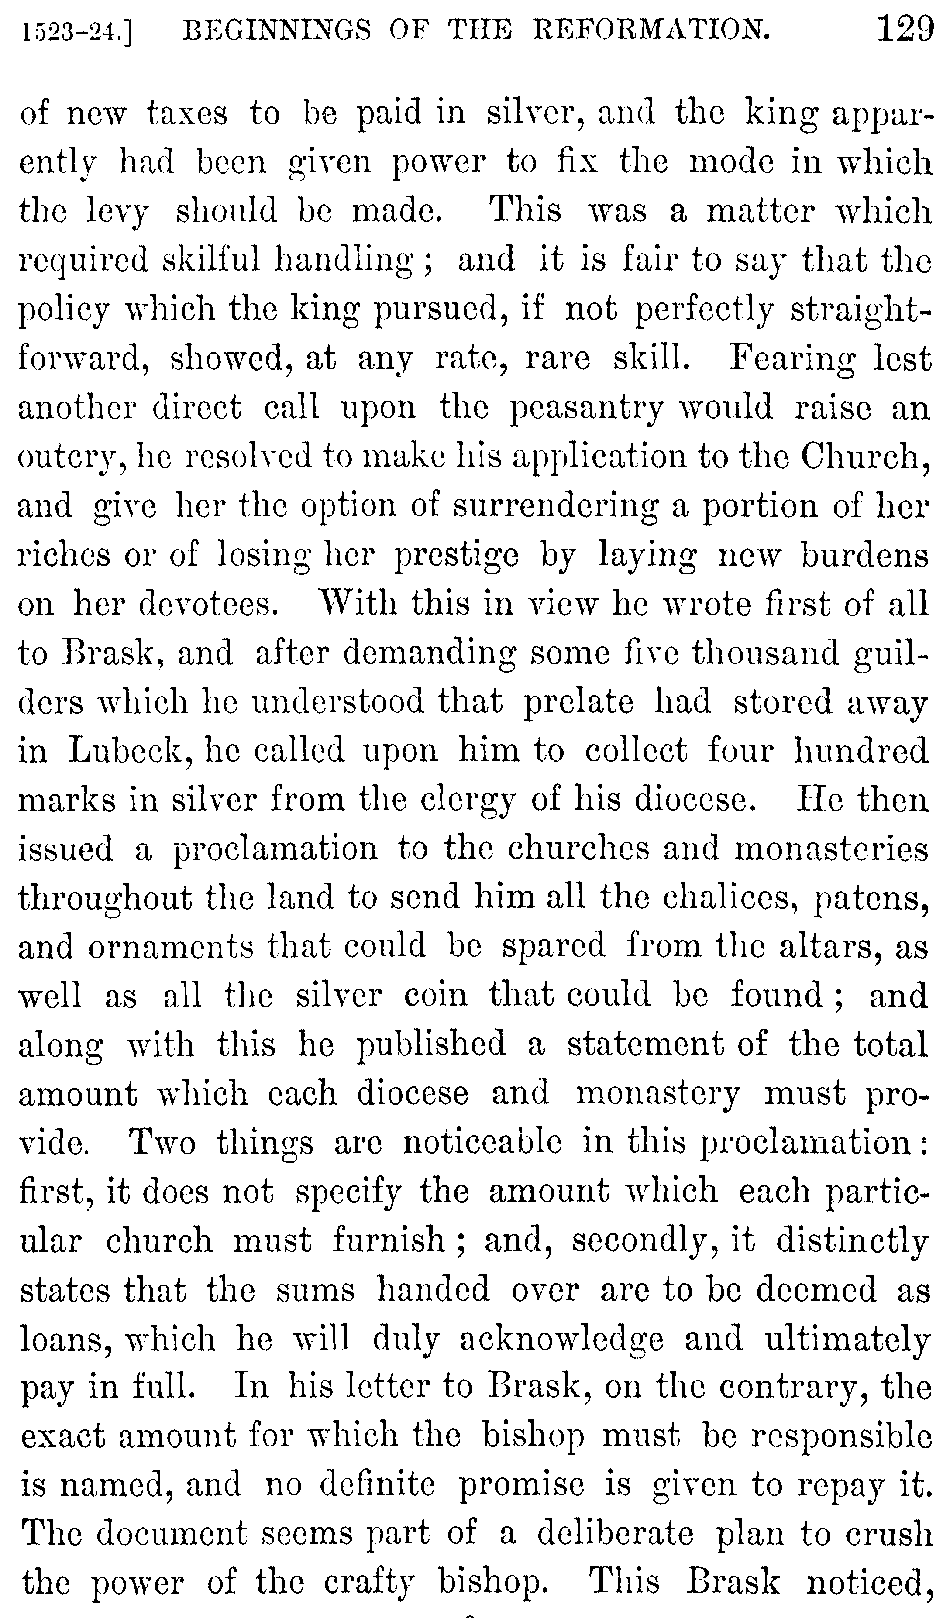 1523-24.] BEGINNINGS OF THE REFORMATION. 129
of new taxes to be paid in silver, and the king appar-
ently had been given power to fix the mode in which
the levy should be made. This was a matter which
required skilful handling; and it is fair to say that the
policy which the king pursued, if not perfectly straight-
forward, showed, at any rate, rare skill. Fearing lest
another direct call upon the peasantry would raise an
outcry, he resolved to make his application to the Church,
and give her the option of surrendering a portion of her
riches or of losing her prestige by laying new burdens
on her devotees. With this in view he wrote first of all
to Brask, and after demanding some five thousand guil-
ders which he understood that prelate had stored away
in Lubeck, he called upon him to collect four hundred
marks in silver from the clergy of his diocese. He then
issued a proclamation to the churches and monasteries
throughout the land to send him all the chalices, patens,
and ornaments that could be spared from the altars, as
well as all the silver coin that could be found; and
along with this he published a statement of the total
amount which each diocese and monastery must pro-
vide. Two things are noticeable in this proclamation:
first, it does not specify the amount which each partic-
ular church must furnish; and, secondly, it distinctly
states that the sums handed over are to be deemed as
loans, which he will duly acknowledge and ultimately
pay in full. In his letter to Brask, on the contrary, the
exact amount for which the bishop must be responsible
is named, and no definite promise is given to repay it.
The document seems part of a deliberate plan to crush
the power of the crafty bishop. This Brask noticed,